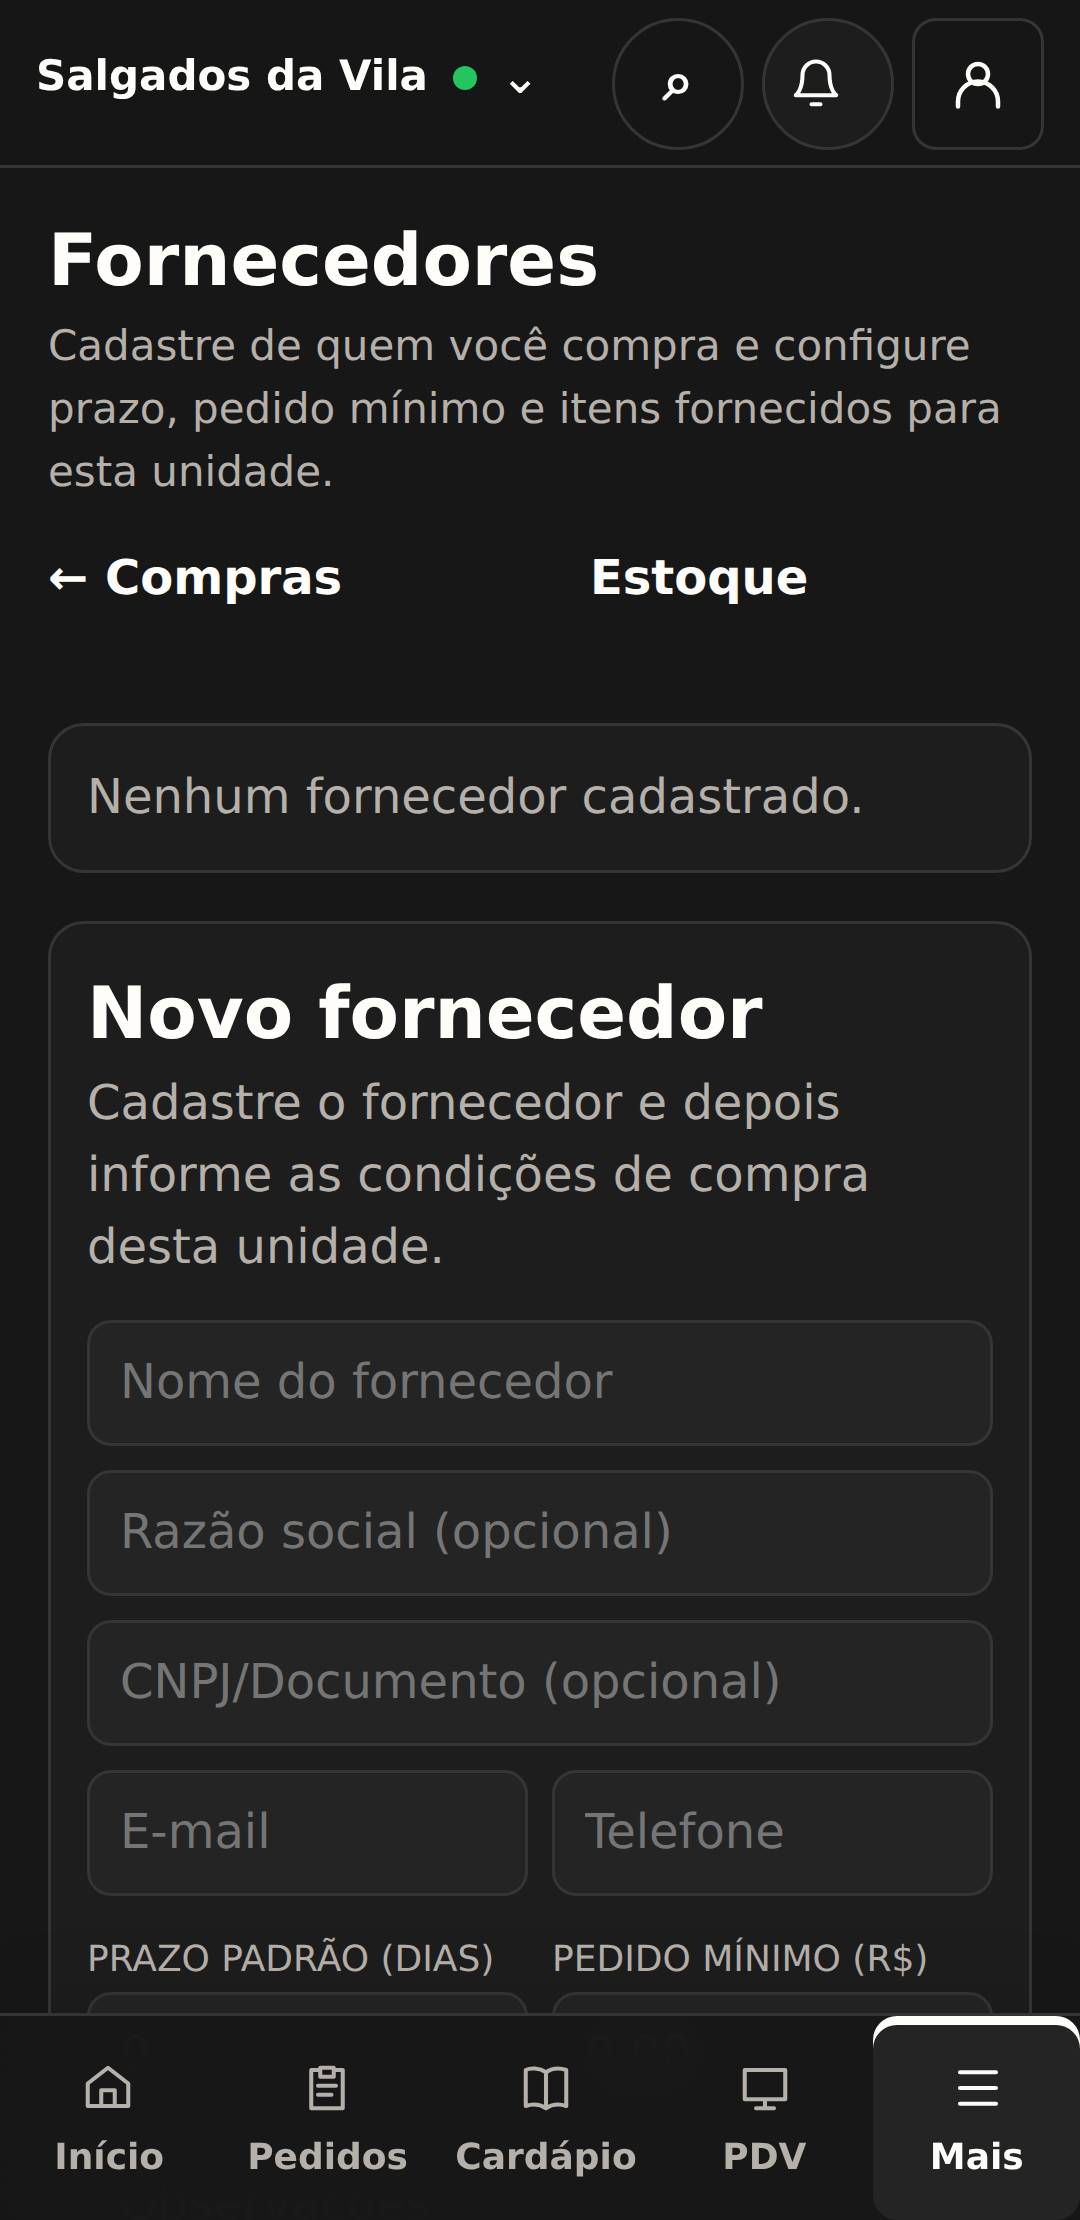 Salgados da Vila
Fornecedores
Cadastre de quem você compra e configure
prazo, pedido mínimo e itens fornecidos para
esta unidade.
← Compras
Estoque
Nenhum fornecedor cadastrado.
Novo fornecedor
Cadastre o fornecedor e depois
informe as condições de compra
desta unidade.
Nome do fornecedor
Razão social (opcional)
CNPJ/Documento (opcional)
E-mail
Telefone
PRAZO PADRÃO (DIAS)
PEDIDO MÍNIMO (R$)
Início
Pedidos
Cardápio
PDV
Mais